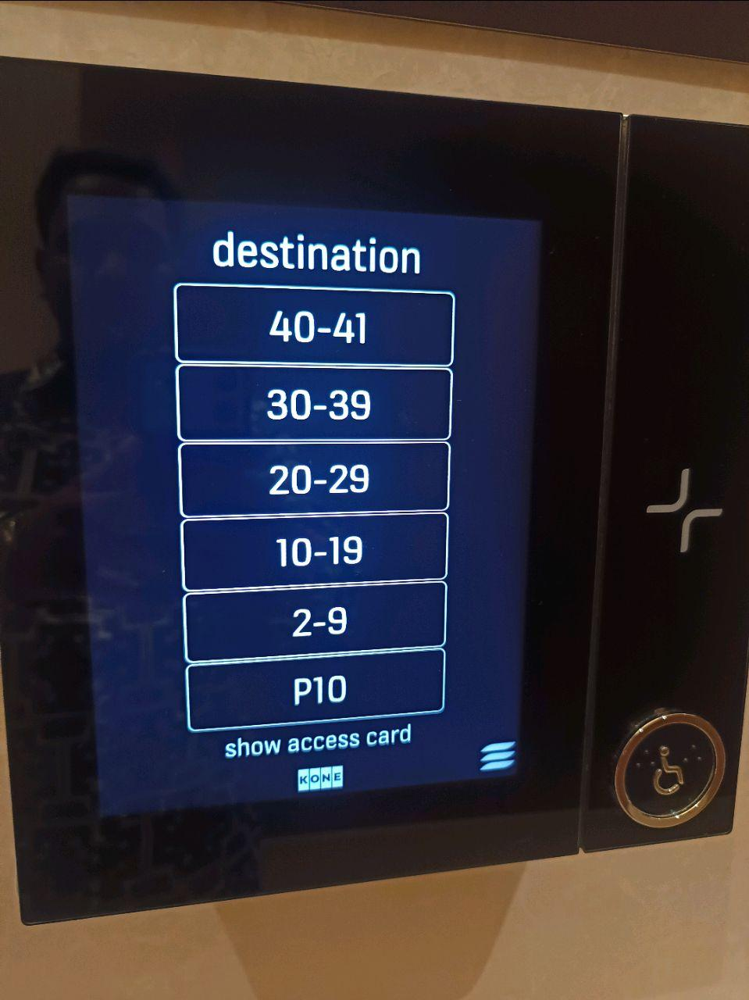 destination
40-41
30-39
20-29
10-19
2-9
P10
show access card
KONE